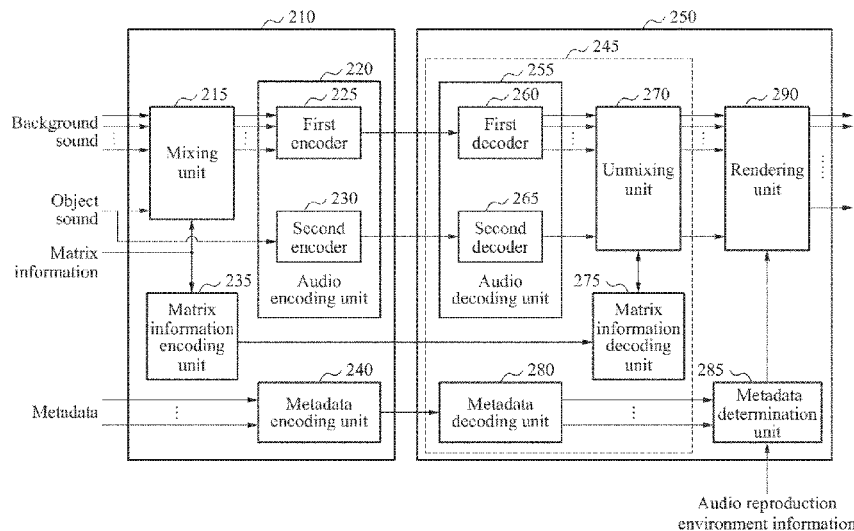 210
250
245
220
255
215
225
260
270
290
Background
sound
Mixing
unit
First
encoder
First
decoder
Unmixing
unit
Rendering
unit
Object
sound
230
265
Second
encoder
Second
decoder
Matrix
information
235
Audio
encoding unit
Audio
decoding unit
275
Matrix
information
encoding
unit
Matrix
information
decoding
unit
240
280
285
Metadata
Metadata
encoding unit
Metadata
decoding unit
Metadata
determination
unit
Audio reproduction
environment information